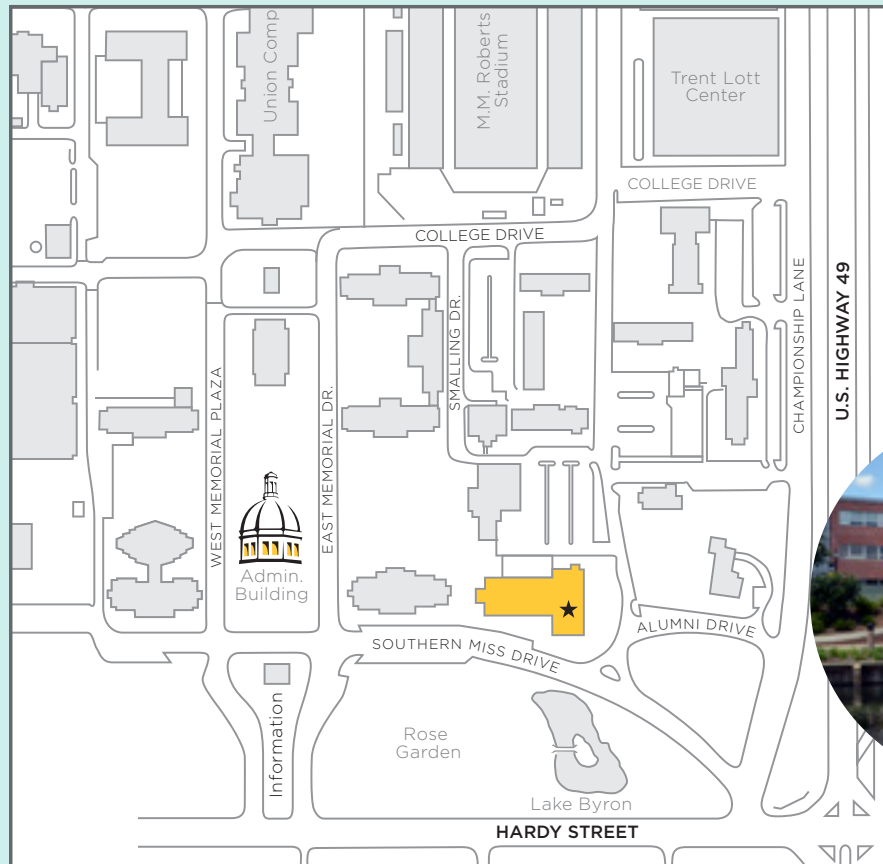 Union Comp
M.M. Roberts
Stadium
Trent Lott
Center
COLLEGE DRIVE
COLLEGE DRIVE
SMALLING DR.
CHAMPIONSHIP LANE
U.S. HIGHWAY 49
WEST MEMORIAL PLAZA
EAST MEMORIAL DR.
Admin.
Building
ALUMNI DRIVE
SOUTHERN MISS DRIVE
Information
Rose
Garden
Lake Byron
HARDY STREET